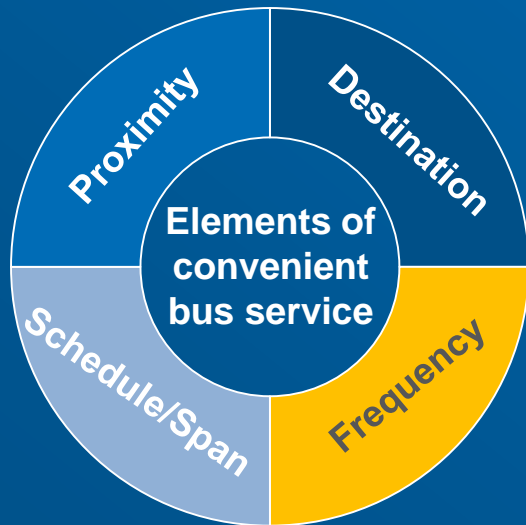 Proximity
Destination
Elements of
convenient
bus service
Schedule/Span
Frequency